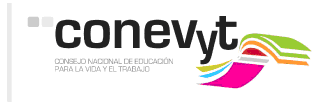 conevyt
CONSEJO NACIONAL DE EDUCACIÓN
PARA LA VIDA Y EL TRABAJO